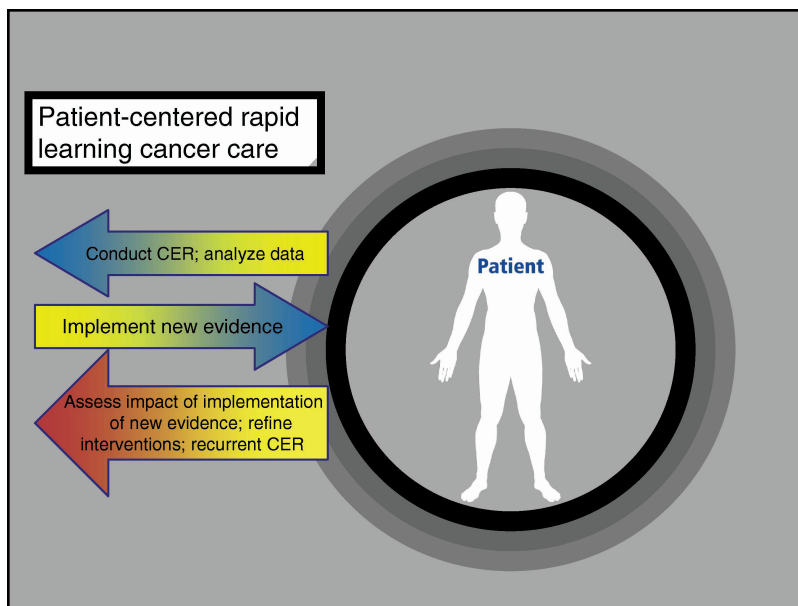 Patient-centered rapid
learning cancer care
Conduct CER; analyze data
Patient
Implement new evidence
Assess impact of implementation
of new evidence; refine
interventions; recurrent CER